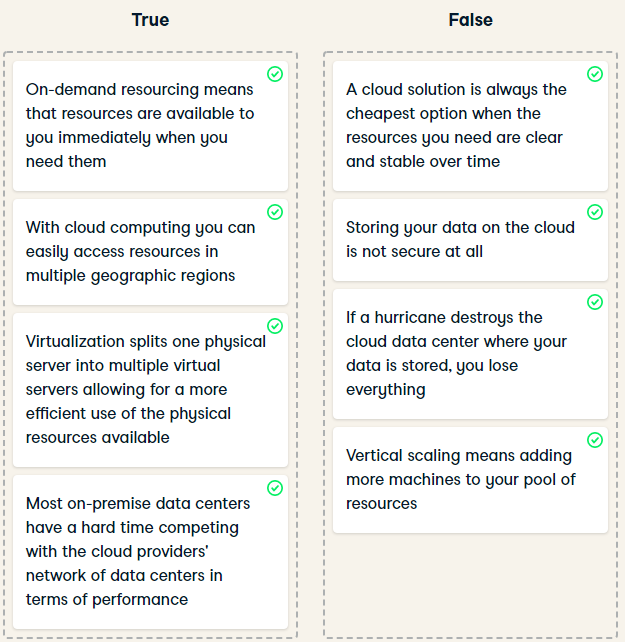 True
False
On-demand resourcing means
that resources are available to
you immediately when you
need them
With cloud computing you can
easily access resources in
multiple geographic regions
Virtualization splits one physical
server into multiple virtual
servers allowing for a more
efficient use of the physical
resources available
Most on-premise data centers
have a hard time competing
with the cloud providers'
network of data centers in
terms of performance
A cloud solution is always the
cheapest option when the
resources you need are clear
and stable over time
Storing your data on the cloud
is not secure at all
If a hurricane destroys the
cloud data center where your
data is stored, you lose
everything
Vertical scaling means adding
more machines to your pool of
resources